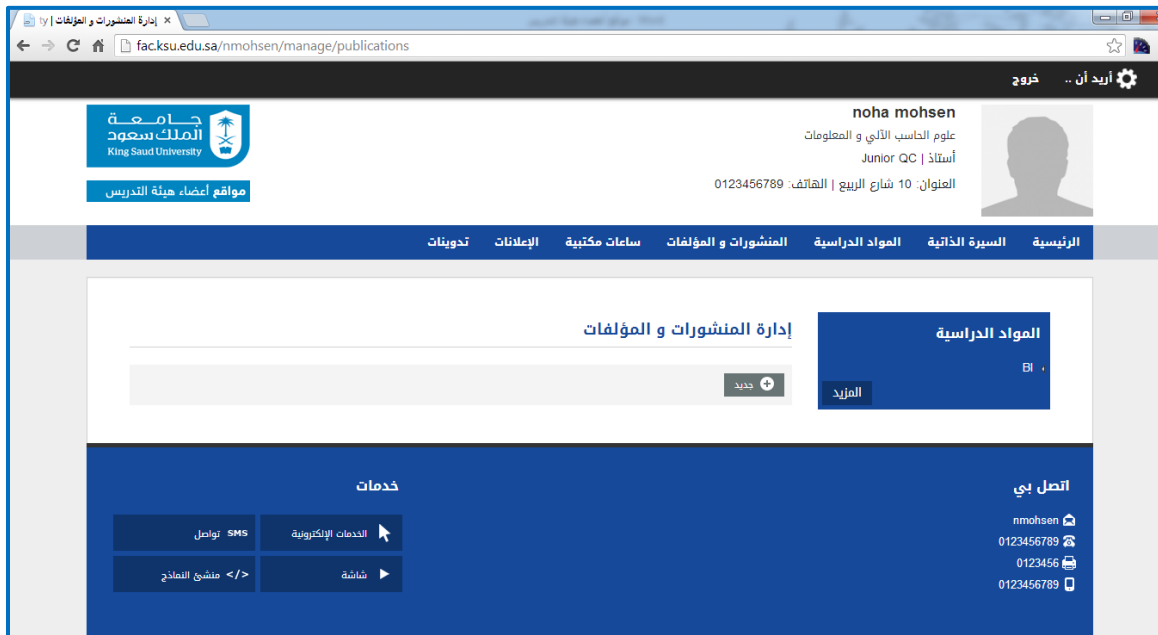 إدارة المنشورات و المؤلفات | ty
fac.ksu.edu.sa/nmohsen/manage/publications
أريد أن .. خروج
noha mohsen
علوم الحاسب الآلي و المعلومات
أستاذ | Junior QC
العنوان: 10 شارع الربيع | الهاتف: 0123456789
جــامــعــة
الملك سعود
King Saud University
مواقع أعضاء هيئة التدريس
الرئيسية السيرة الذاتية المواد الدراسية المنشورات و المؤلفات ساعات مكتبية الإعلانات تدوينات
المواد الدراسية
BI
المزيد
إدارة المنشورات و المؤلفات
جديد
اتصل بي
nmohsen
0123456789
0123456
0123456789
خدمات
الخدمات الإلكترونية
SMS تواصل
شاشة
</> منشئ النماذج